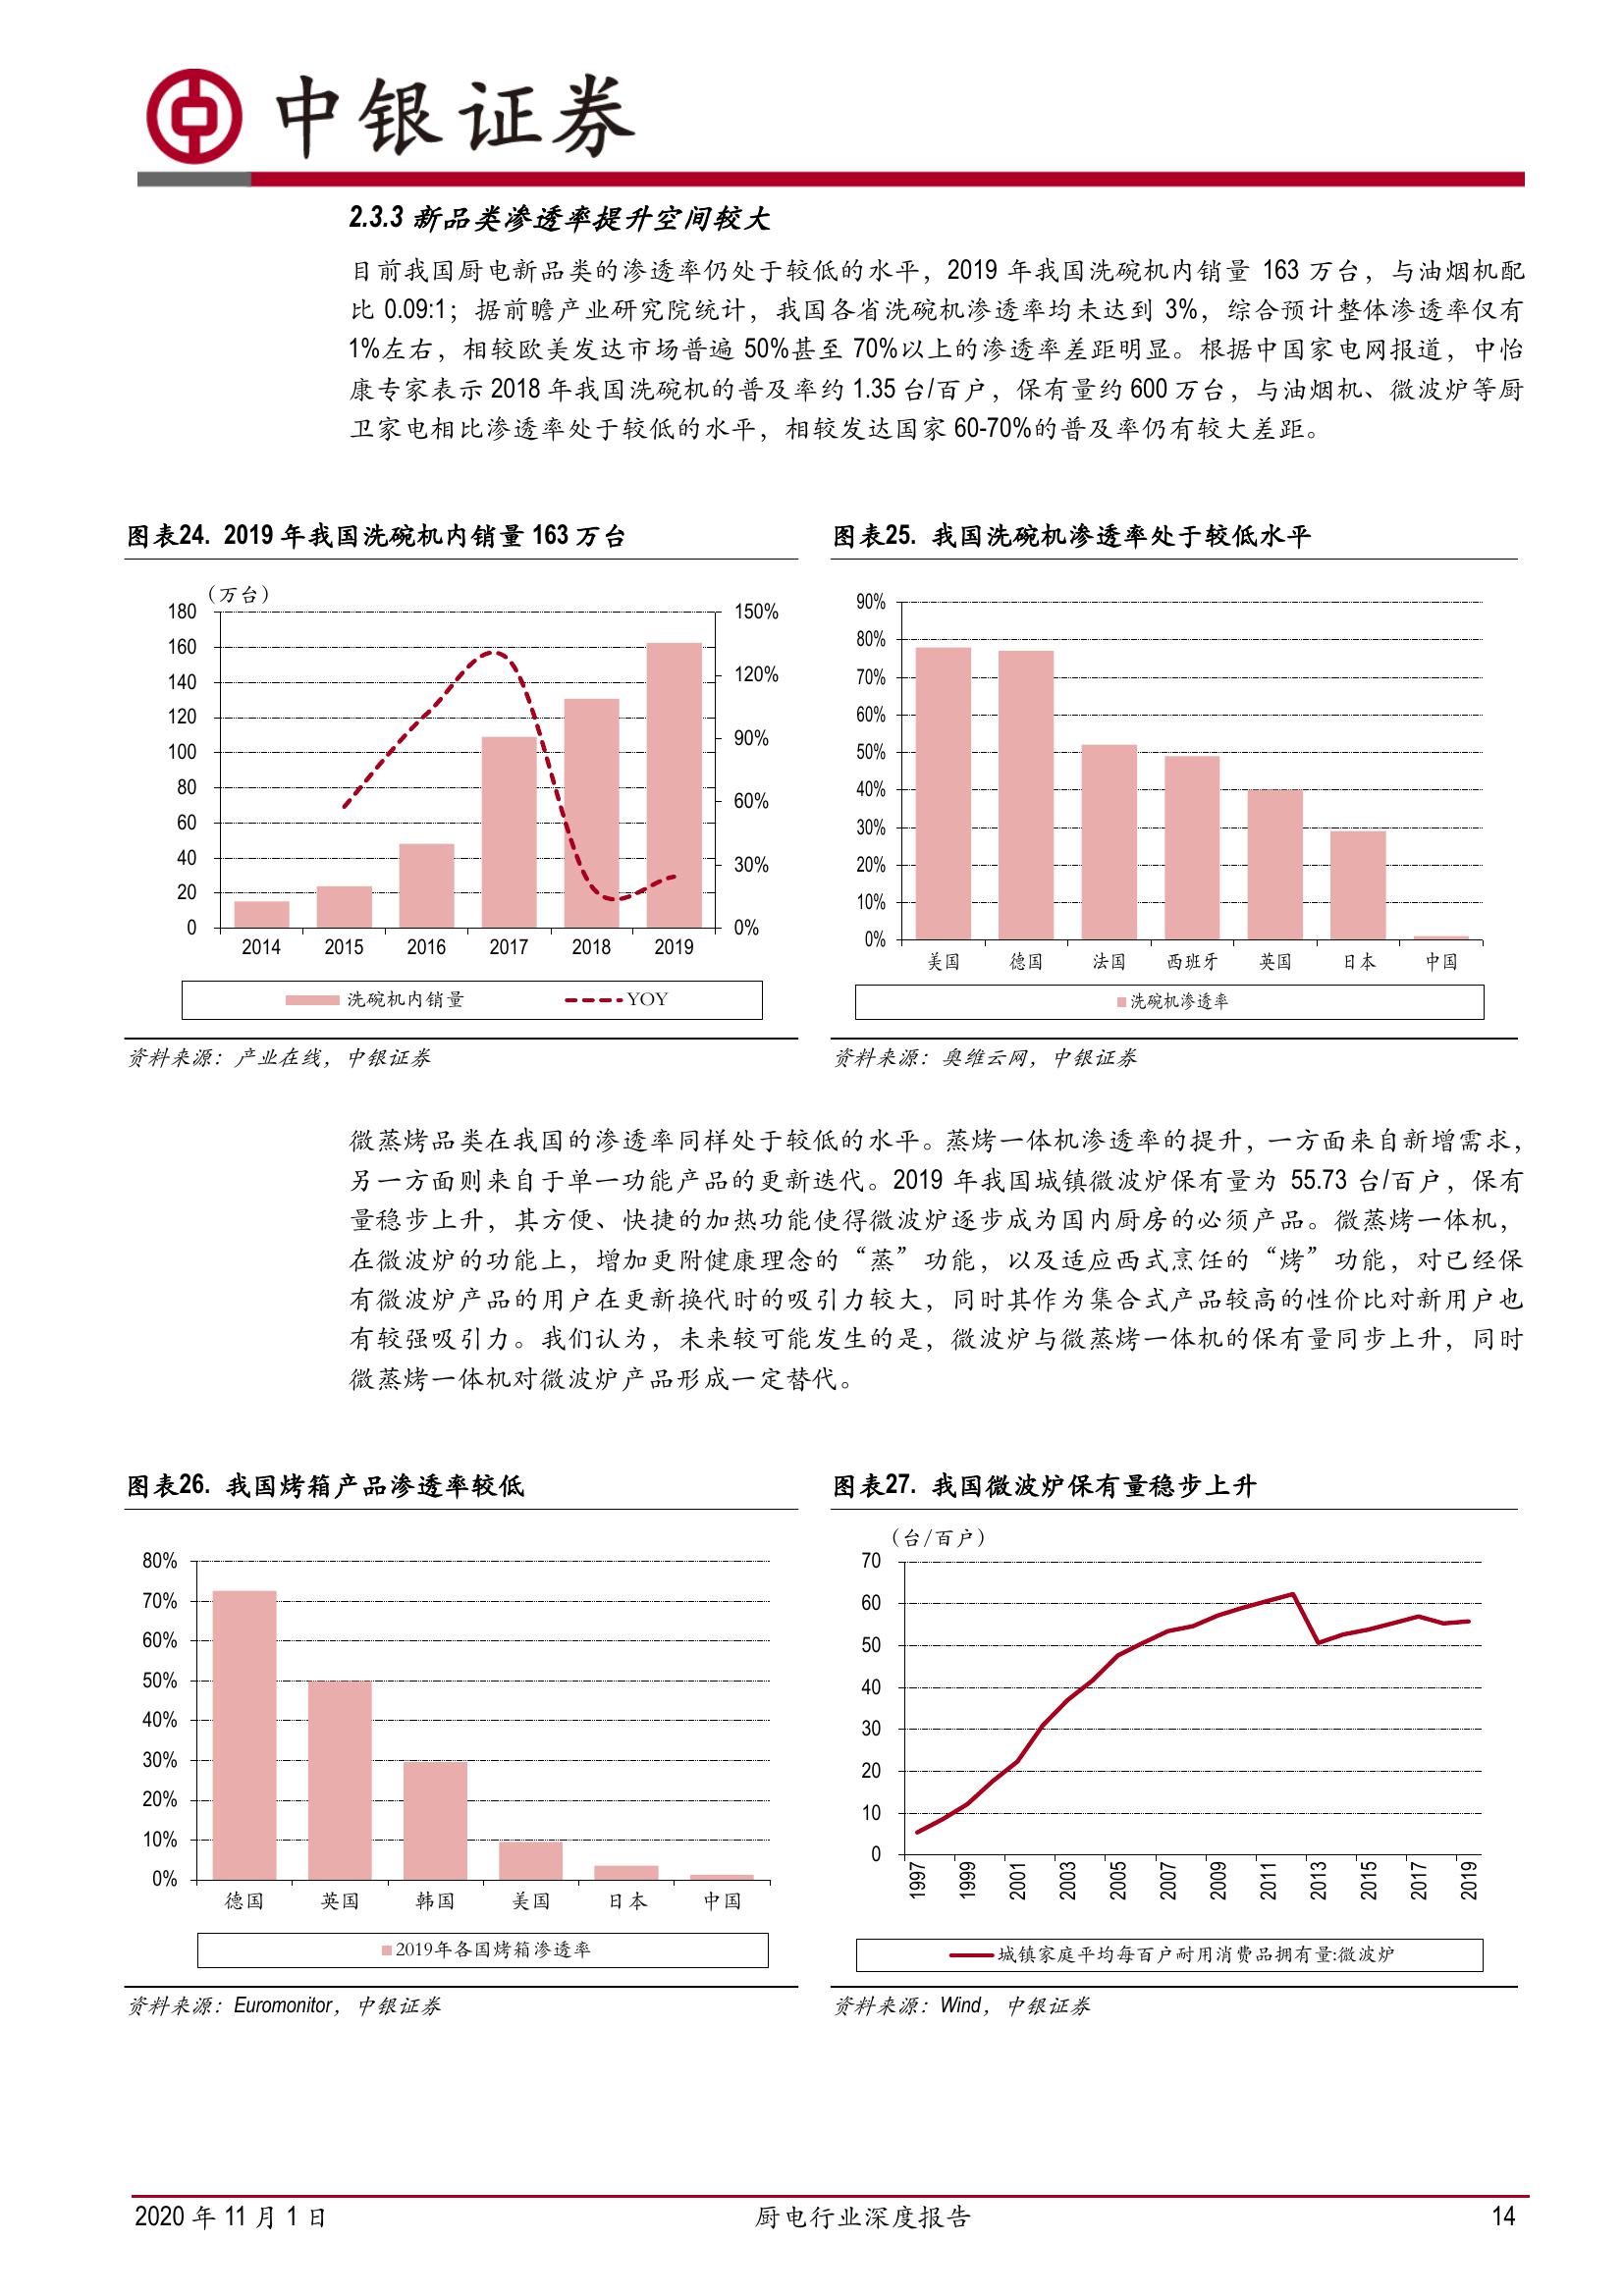 中银证券
2.3.3 新品类渗透率提升空间较大
目前我国厨电新品类的渗透率仍处于较低的水平，2019 年我国洗碗机内销量 163 万台，与油烟机配
比 0.09:1；据前瞻产业研究院统计，我国各省洗碗机渗透率均未达到 3%，综合预计整体渗透率仅有
1%左右，相较欧美发达市场普遍 50%甚至 70%以上的渗透率差距明显。根据中国家电网报道，中怡
康专家表示 2018 年我国洗碗机的普及率约 1.35 台/百户，保有量约 600 万台，与油烟机、微波炉等厨
卫家电相比渗透率处于较低的水平，相较发达国家 60-70%的普及率仍有较大差距。
图表24. 2019 年我国洗碗机内销量 163 万台
（万台）
180
160
140
120
100
80
60
40
20
0
150%
120%
90%
60%
30%
0%
2014 2015 2016 2017 2018 2019
洗碗机内销量 YOY
资料来源：产业在线，中银证券
图表25. 我国洗碗机渗透率处于较低水平
90%
80%
70%
60%
50%
40%
30%
20%
10%
0%
美国 德国 法国 西班牙 英国 日本 中国
洗碗机渗透率
资料来源：奥维云网，中银证券
微蒸烤品类在我国的渗透率同样处于较低的水平。蒸烤一体机渗透率的提升，一方面来自新增需求，
另一方面则来自于单一功能产品的更新迭代。2019 年我国城镇微波炉保有量为 55.73 台/百户，保有
量稳步上升，其方便、快捷的加热功能使得微波炉逐步成为国内厨房的必须产品。微蒸烤一体机，
在微波炉的功能上，增加更附健康理念的“蒸”功能，以及适应西式烹饪的“烤”功能，对已经保
有微波炉产品的用户在更新换代时的吸引力较大，同时其作为集合式产品较高的性价比对新用户也
有较强吸引力。我们认为，未来较可能发生的是，微波炉与微蒸烤一体机的保有量同步上升，同时
微蒸烤一体机对微波炉产品形成一定替代。
图表26. 我国烤箱产品渗透率较低
80%
70%
60%
50%
40%
30%
20%
10%
0%
德国 英国 韩国 美国 日本 中国
2019年各国烤箱渗透率
资料来源：Euromonitor，中银证券
图表27. 我国微波炉保有量稳步上升
（台/百户）
70
60
50
40
30
20
10
0
1997 1999 2001 2003 2005 2007 2009 2011 2013 2015 2017 2019
城镇家庭平均每百户耐用消费品拥有量:微波炉
资料来源：Wind，中银证券
2020 年 11 月 1 日 厨电行业深度报告 14